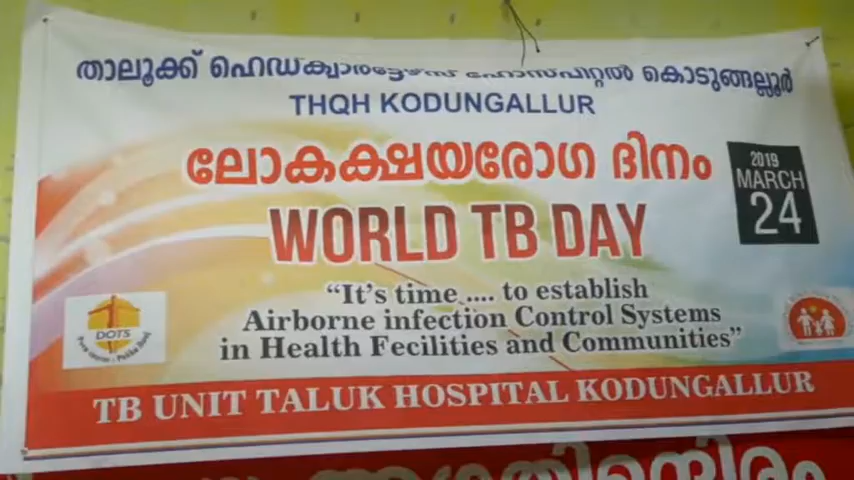 താലൂക്ക് ഹെഡ്ക്വാർട്ടേഴ്സ് ഹോസ്പിറ്റൽ കൊടുങ്ങല്ലൂർ
THQH KODUNGALLUR
ലോകക്ഷയരോഗ ദിനം
2019
MARCH
24
WORLD TB DAY
“It's time .... to establish
Airborne infection Control Systems
in Health Fecilities and Communities”
DOTS
TB UNIT TALUK HOSPITAL KODUNGALLUR